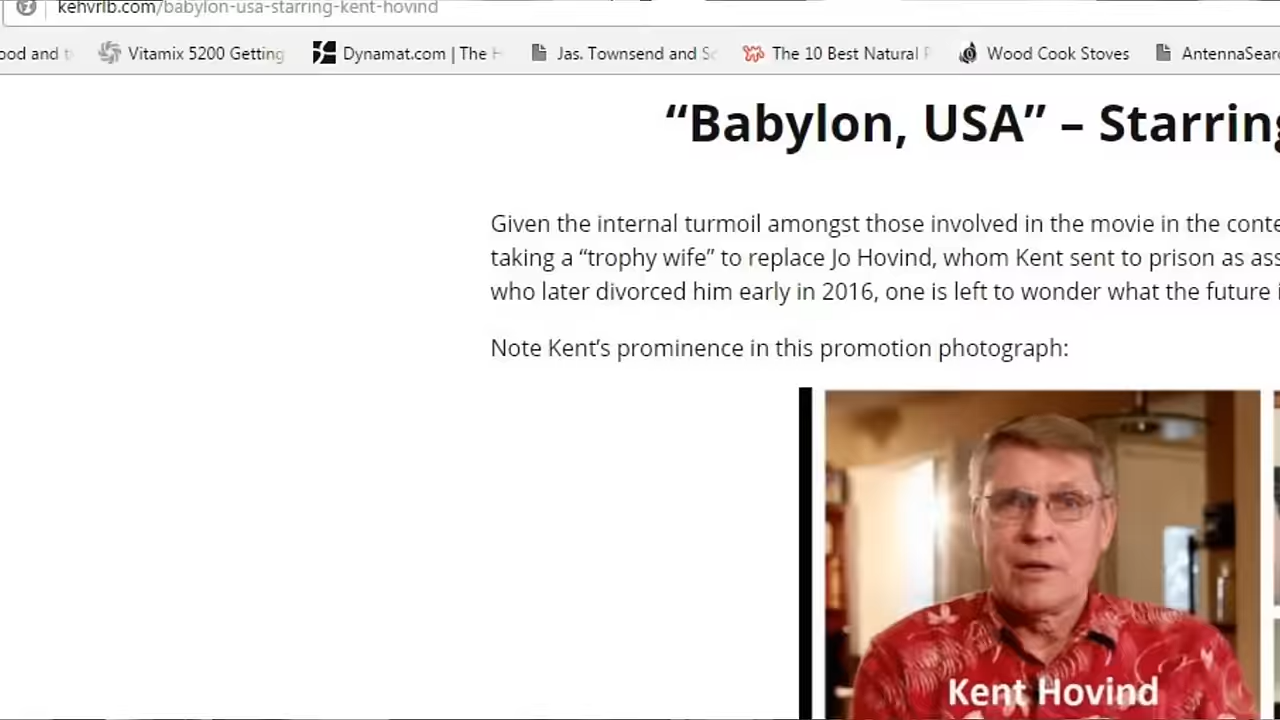 kehvrlb.com/babylon-usa-starring-kent-hovind
ood and t Vitamix 5200 Getting Dynamat.com | The H Jas. Townsend and So The 10 Best Natural F Wood Cook Stoves AntennaSear
“Babylon, USA” – Starring
Given the internal turmoil amongst those involved in the movie in the conte
taking a “trophy wife” to replace Jo Hovind, whom Kent sent to prison as ass
who later divorced him early in 2016, one is left to wonder what the future i
Note Kent’s prominence in this promotion photograph:
Kent Hovind